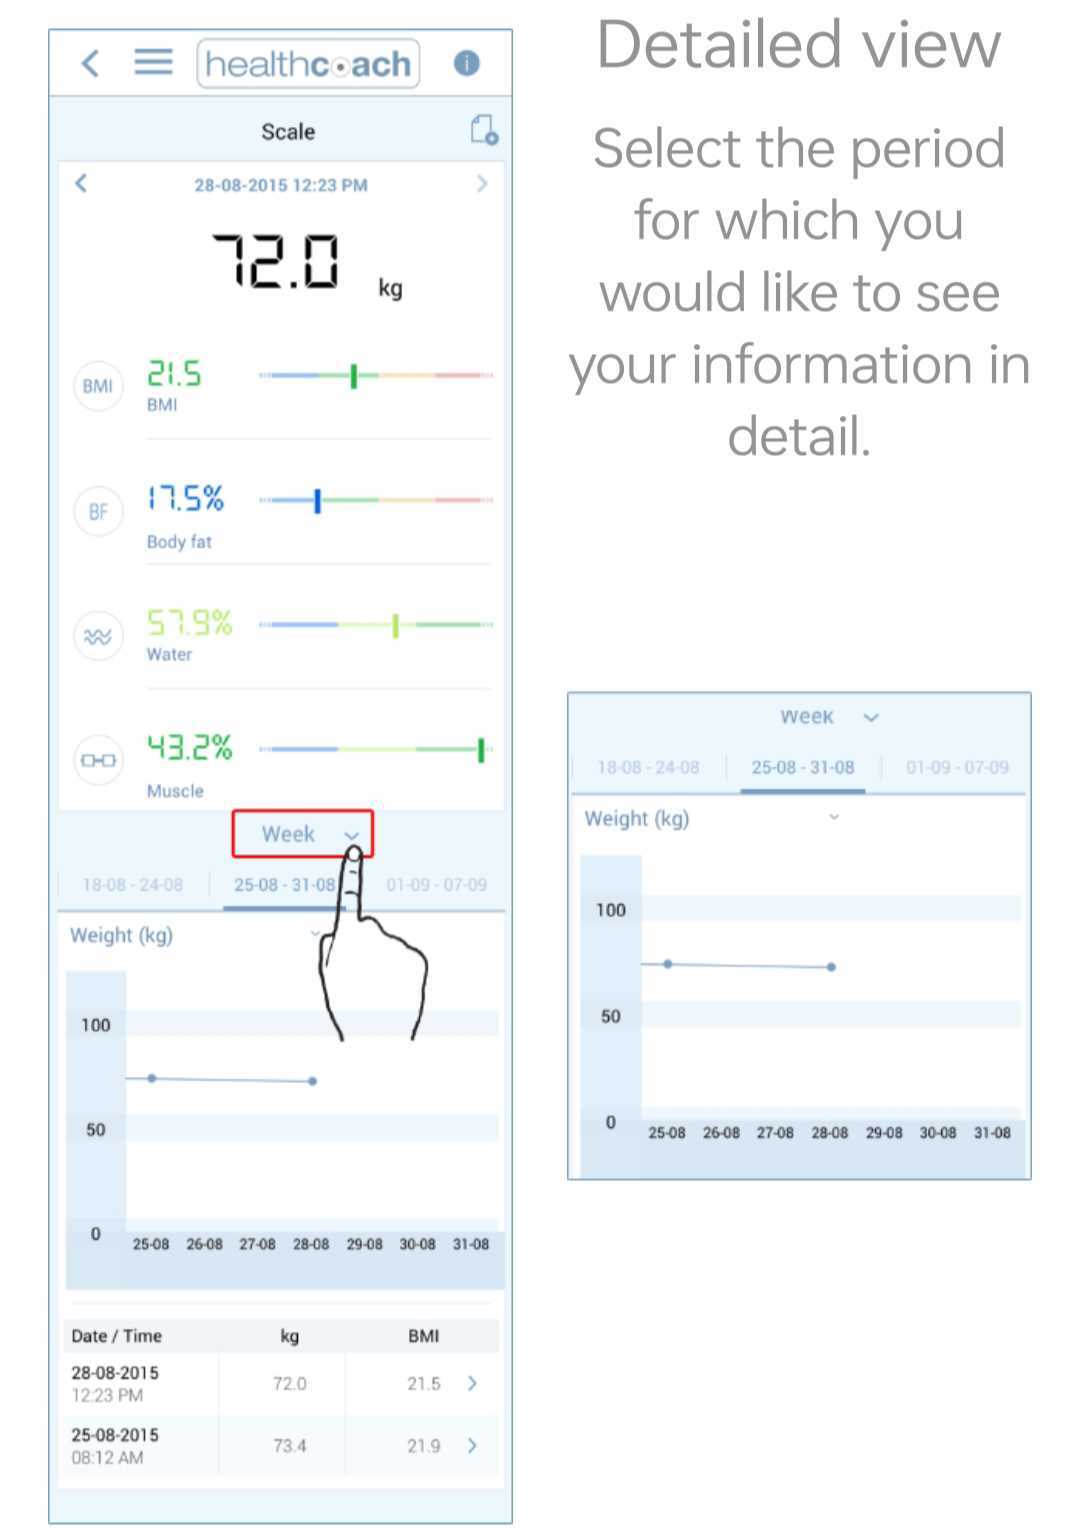 healthcoach
i
Scale
28-08-2015 12:23 PM
72.0 kg
BMI
21.5
BMI
BF
17.5%
Body fat
57.9%
Water
43.2%
Muscle
Week
18-08 - 24-08 25-08 - 31-08 01-09 - 07-09
Weight (kg)
100
50
0
25-08 26-08 27-08 28-08 29-08 30-08 31-08
Date / Time kg BMI
28-08-2015
12:23 PM 72.0 21.5
25-08-2015
08:12 AM 73.4 21.9
Detailed view
Select the period
for which you
would like to see
your information in
detail.
Week
18-08 - 24-08 25-08 - 31-08 01-09 - 07-09
Weight (kg)
100
50
0
25-08 26-08 27-08 28-08 29-08 30-08 31-08